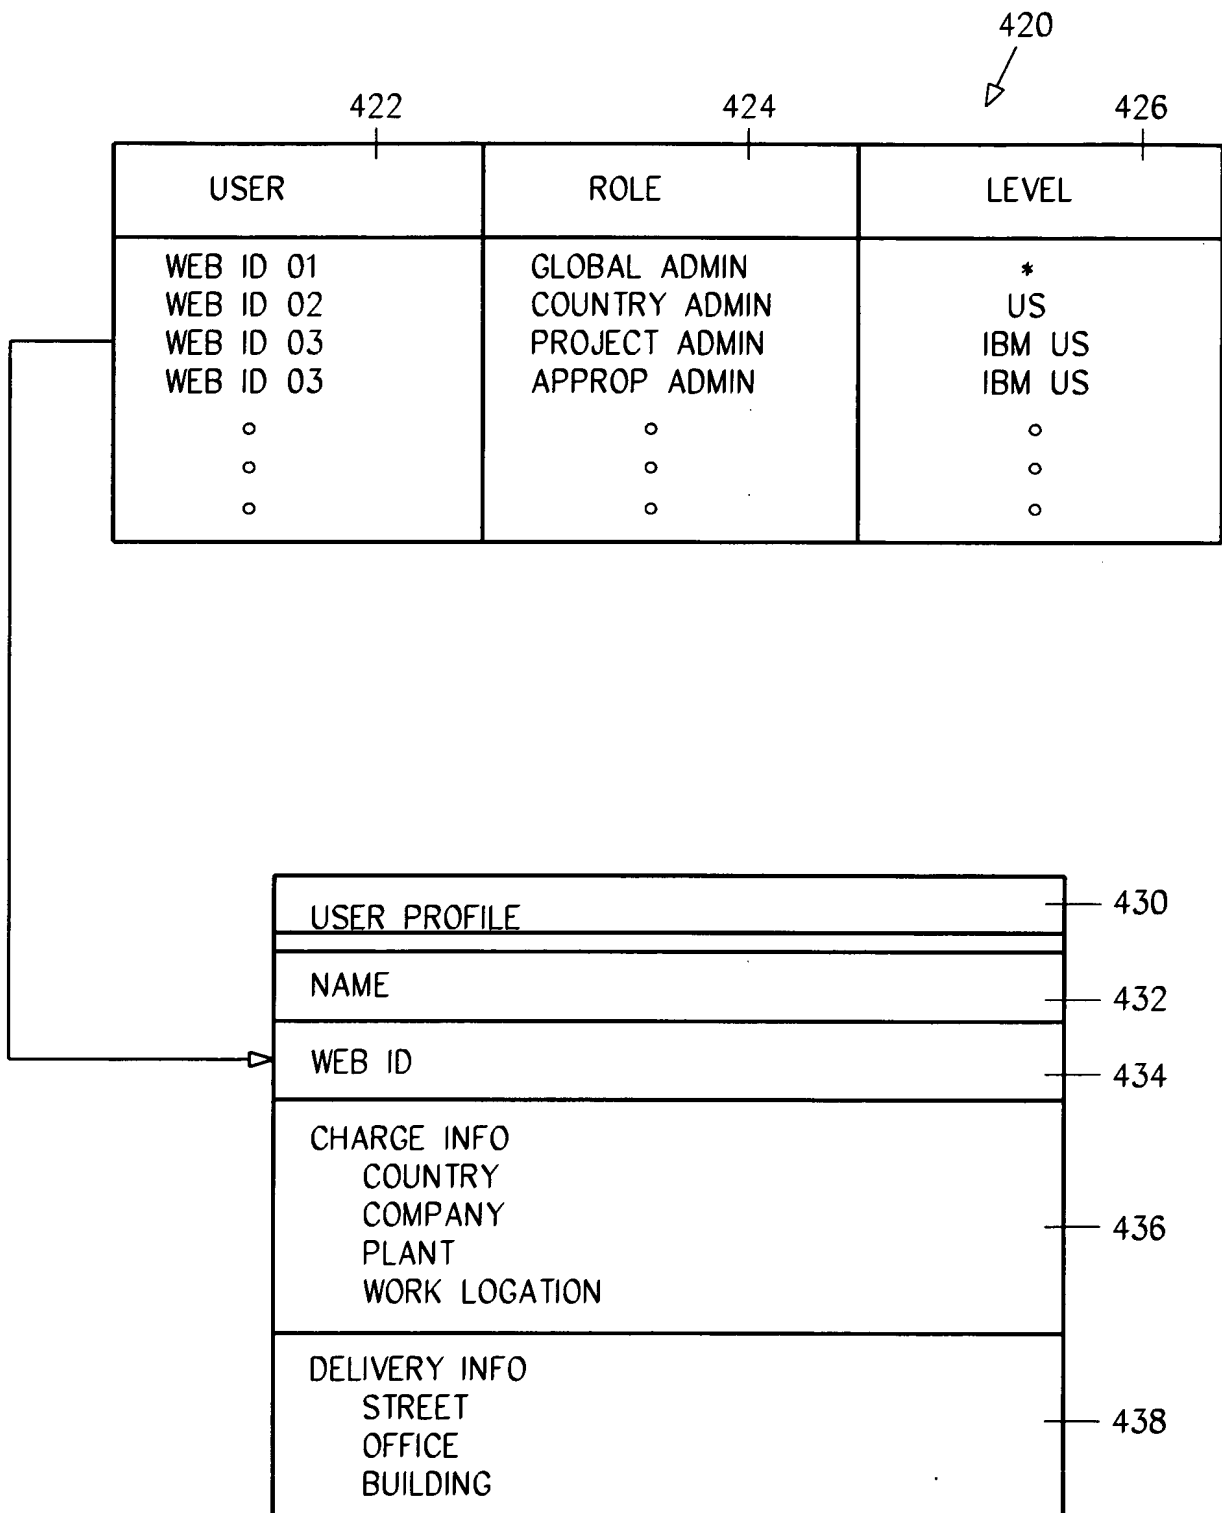 420
422 424 426
USER ROLE LEVEL
WEB ID 01 GLOBAL ADMIN *
WEB ID 02 COUNTRY ADMIN US
WEB ID 03 PROJECT ADMIN IBM US
WEB ID 03 APPROP ADMIN IBM US
USER PROFILE 430
NAME 432
WEB ID 434
CHARGE INFO
COUNTRY
COMPANY 436
PLANT
WORK LOGATION
DELIVERY INFO
STREET 438
OFFICE
BUILDING